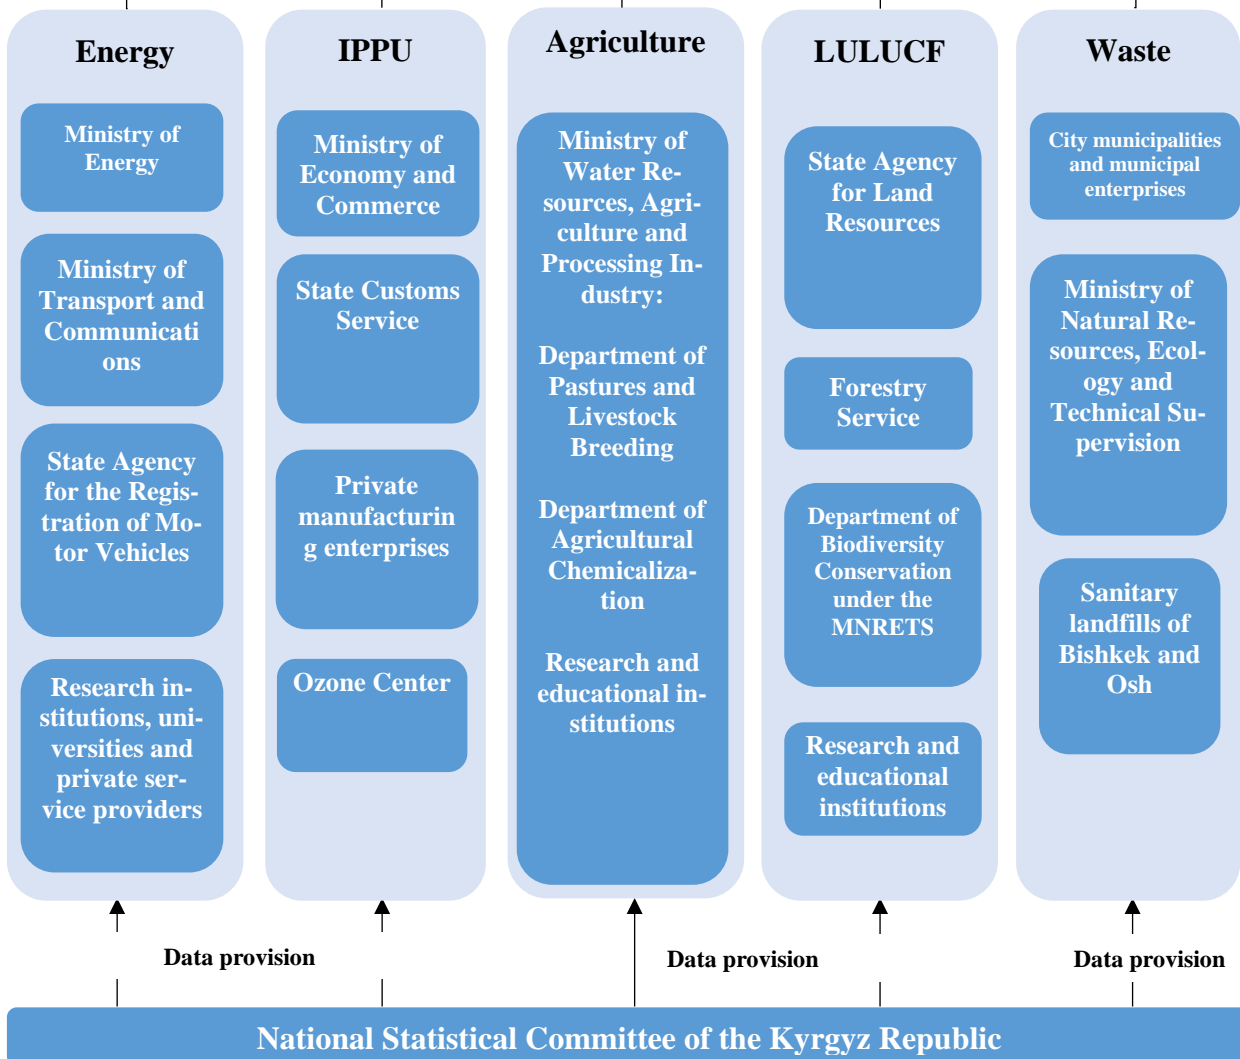 Energy
Ministry of
Energy
Ministry of
Transport and
Communicati
ons
State Agency
for the Regis-
tration of Mo-
tor Vehicles
Research in-
stitutions, uni-
versities and
private ser-
vice providers
IPPU
Ministry of
Economy and
Commerce
State Customs
Service
Private
manufacturin
g enterprises
Ozone Center
Agriculture
Ministry of
Water Re-
sources, Agri-
culture and
Processing In-
dustry:
Department of
Pastures and
Livestock
Breeding
Department of
Agricultural
Chemicaliza-
tion
Research and
educational in-
stitutions
LULUCF
State Agency
for Land
Resources
Forestry
Service
Department of
Biodiversity
Conservation
under the
MNRETS
Research and
educational
institutions
Waste
City municipalities
and municipal
enterprises
Ministry of
Natural Re-
sources, Ecol-
ogy and
Technical Su-
pervision
Sanitary
landfills of
Bishkek and
Osh
Data provision
Data provision
Data provision
National Statistical Committee of the Kyrgyz Republic